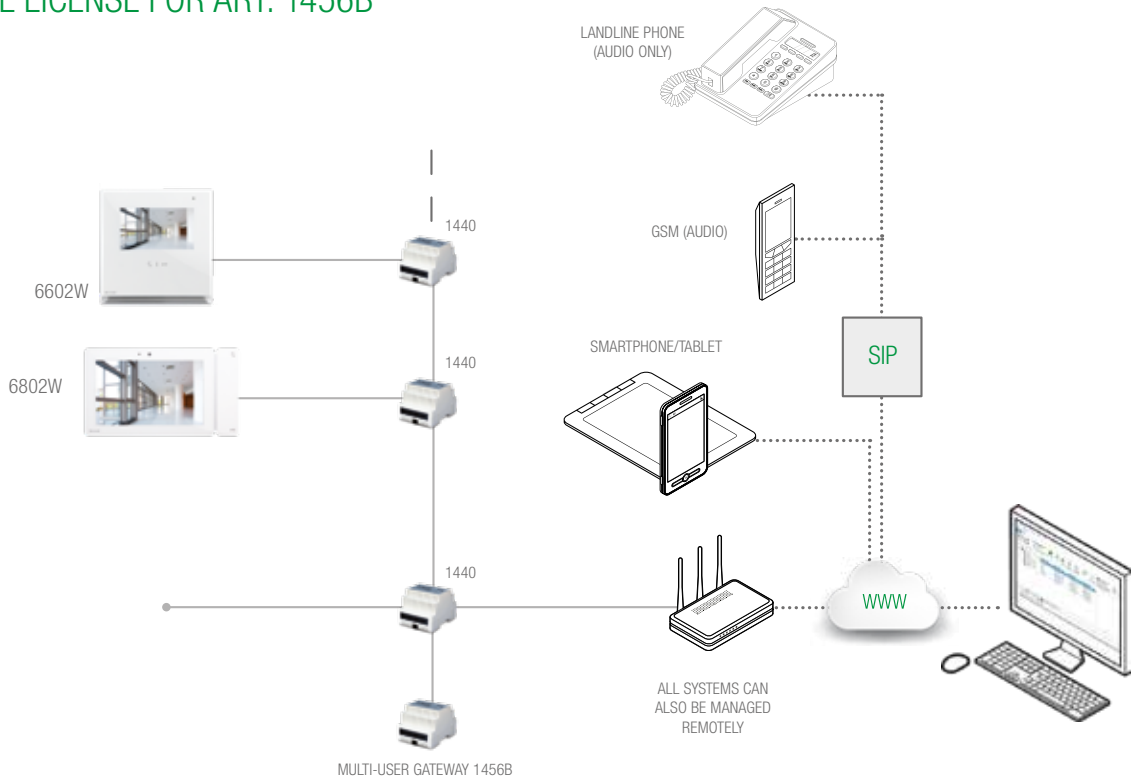 E LICENSE FOR ART. 1456B
LANDLINE PHONE
(AUDIO ONLY)
1440
GSM (AUDIO)
6602W
SMARTPHONE/TABLET
SIP
1440
6802W
1440
WWW
ALL SYSTEMS CAN
ALSO BE MANAGED
REMOTELY
MULTI-USER GATEWAY 1456B